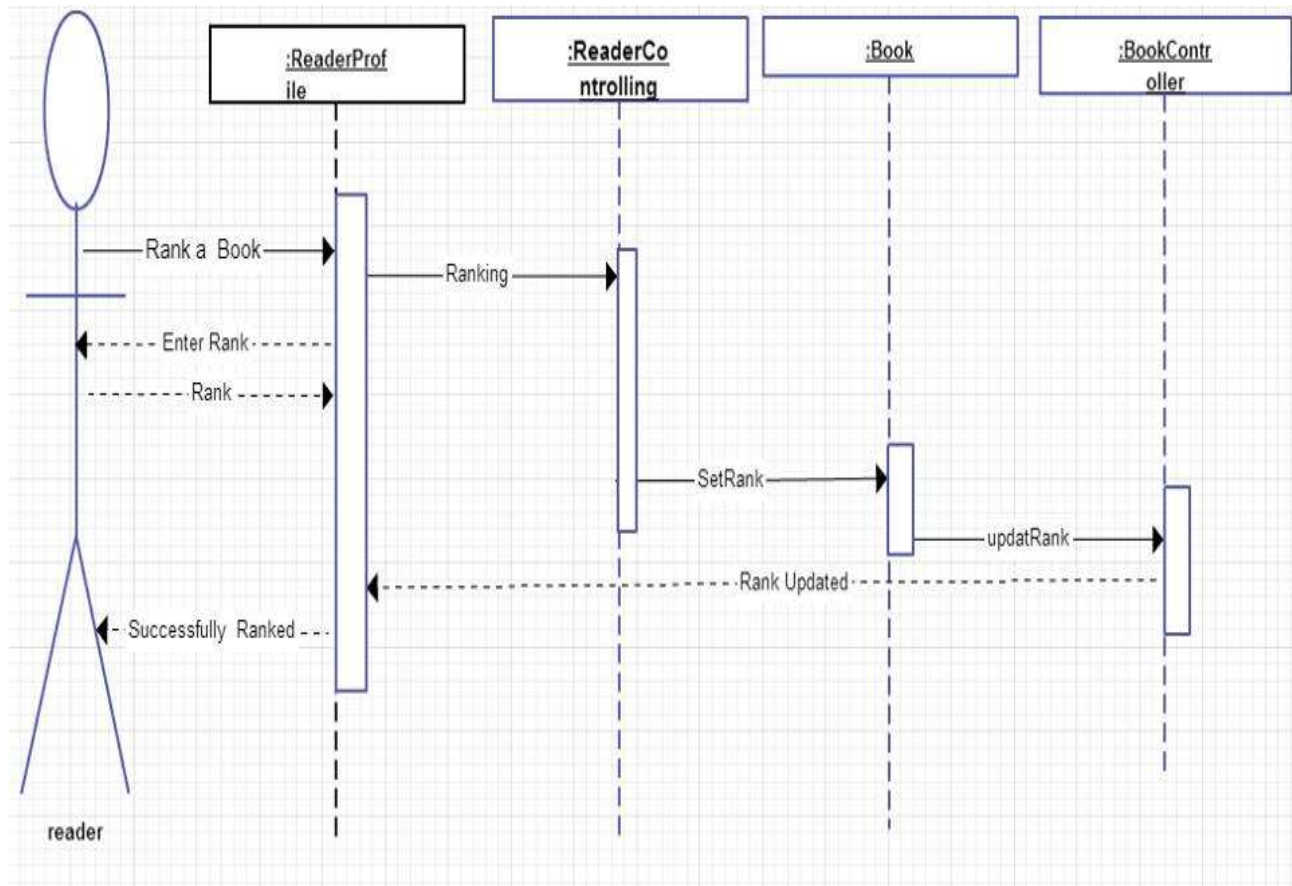 :ReaderProf
ile
:ReaderCo
ntrolling
:Book
:BookContr
oller
Rank a Book
Ranking
Enter Rank
Rank
SetRank
updatRank
Rank Updated
Successfully Ranked
reader